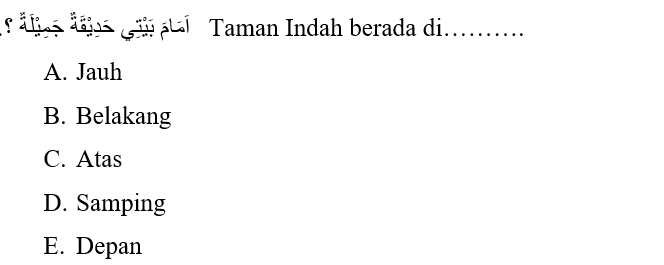 اَمَامَ بَيْتِي حَدِيْقَةٌ جَمِيْلَةٌ ؟. Taman Indah berada di……….
A. Jauh
B. Belakang
C. Atas
D. Samping
E. Depan